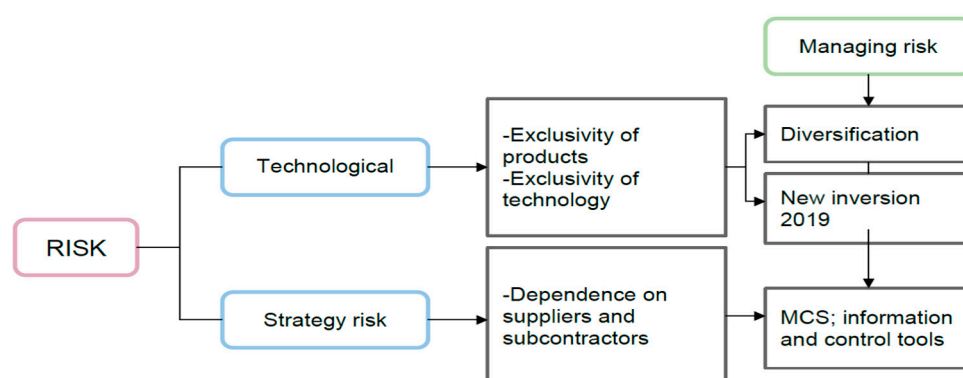 Managing risk
-Exclusivity of
products
-Exclusivity of
technology
Diversification
Technological
New inversion
2019
RISK
-Dependence on
suppliers and
subcontractors
Strategy risk
MCS; information
and control tools